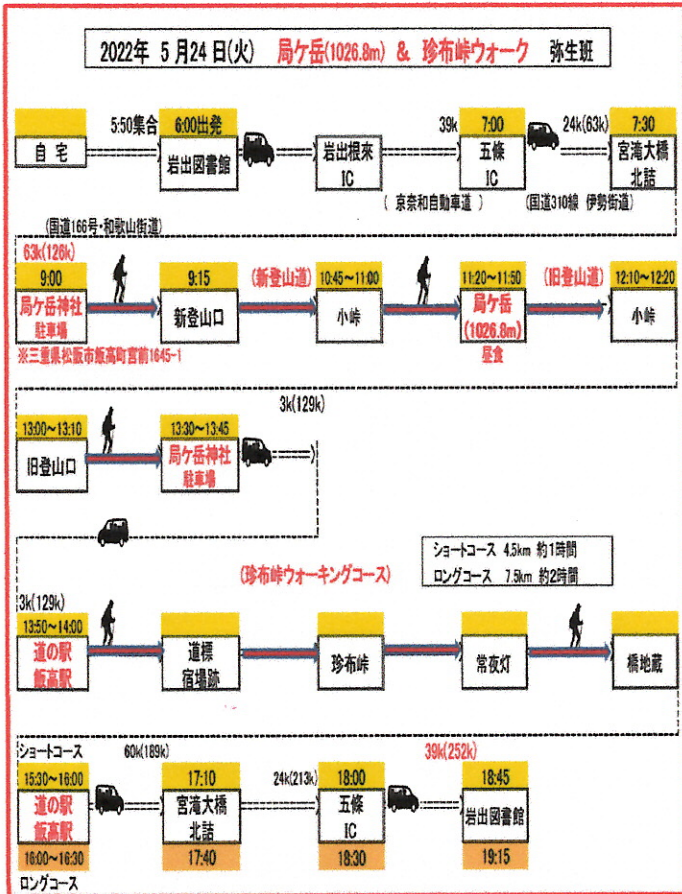 2022年 5月24日(火) 局ケ岳(1026.8m) & 珍布峠ウォーク 弥生班
5:50集合 6:00出発 39k 7:00 24k(63k) 7:30
自宅 岩出図書館 岩出根来 IC 五條 IC 宮滝大橋 北詰
( 京奈和自動車道 ) (国道310線 伊勢街道)
(国道166号・和歌山街道)
63k(126k)
9:00 9:15 (新登山道) 10:45~11:00 11:20~11:50 (旧登山道) 12:10~12:20
局ケ岳神社 駐車場 新登山口 小峠 局ケ岳 (1026.8m) 小峠
※三重県松阪市飯高町宮前1645-1 昼食
3k(129k)
13:00~13:10 13:30~13:45
旧登山口 局ケ岳神社 駐車場
ショートコース 4.5km 約1時間
ロングコース 7.5km 約2時間
(珍布峠ウォーキングコース)
3k(129k)
13:50~14:00
道の駅 飯高駅 道標 宿場跡 珍布峠 常夜灯 橋地蔵
ショートコース 60k(189k) 24k(213k) 39k(252k)
15:30~16:00 17:10 18:00 18:45
道の駅 飯高駅 宮滝大橋 北詰 五條 IC 岩出図書館
16:00~16:30 17:40 18:30 19:15
ロングコース